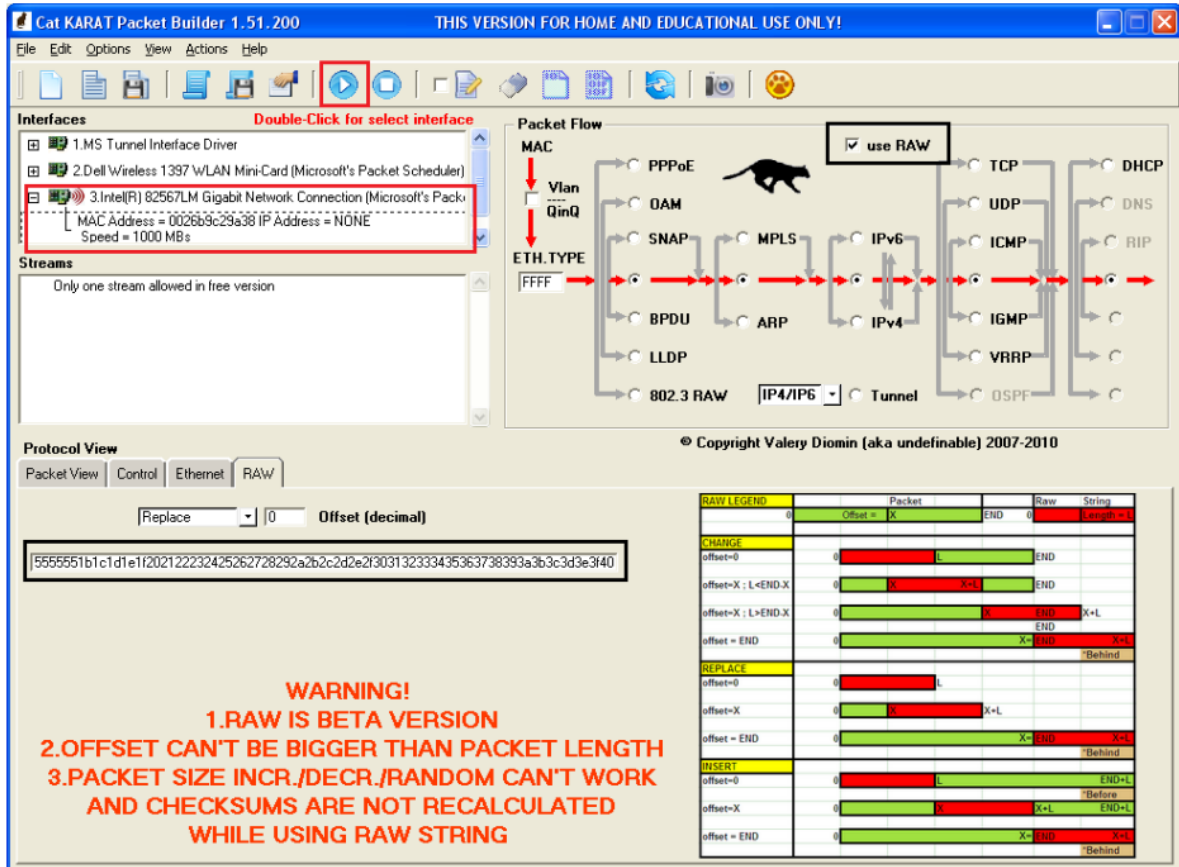 Cat KARAT Packet Builder 1.51.200 THIS VERSION FOR HOME AND EDUCATIONAL USE ONLY!
File Edit Options View Actions Help
Interfaces Double-Click for select interface
1.MS Tunnel Interface Driver
2.Dell Wireless 1397 WLAN Mini-Card (Microsoft's Packet Scheduler)
3.Intel(R) 82567LM Gigabit Network Connection (Microsoft's Packe
MAC Address = 0026b9c29a38 IP Address = NONE
Speed = 1000 MBs
Streams
Only one stream allowed in free version
Packet Flow
use RAW
MAC
Vlan
----
QinQ
ETH.TYPE
FFFF
PPPoE
OAM
SNAP
BPDU
LLDP
802.3 RAW
MPLS
ARP
IP4/IP6
Tunnel
IPv6
IPv4
TCP
UDP
ICMP
IGMP
VRRP
OSPF
DHCP
DNS
RIP
© Copyright Valery Diomin (aka undefinable) 2007-2010
Protocol View
Packet View Control Ethernet RAW
Replace 0 Offset (decimal)
5555551b1c1d1e1f202122232425262728292a2b2c2d2e2f303132333435363738393a3b3c3d3e3f40
WARNING!
1.RAW IS BETA VERSION
2.OFFSET CAN'T BE BIGGER THAN PACKET LENGTH
3.PACKET SIZE INCR./DECR./RANDOM CAN'T WORK
AND CHECKSUMS ARE NOT RECALCULATED
WHILE USING RAW STRING
RAW LEGEND Packet Raw String
0 Offset = X END 0 Length = L
CHANGE
offset=0 0 L END
offset=X ; L<END-X 0 X X+L END
offset=X ; L>END-X 0 X END X+L
END
offset = END 0 X= END X+L
"Behind
REPLACE
offset=0 0 L
offset=X 0 X X+L
offset = END 0 X= END X+L
"Behind
INSERT
offset=0 0 L END+L
"Before
offset=X 0 X X+L END+L
offset = END 0 X= END X+L
"Behind